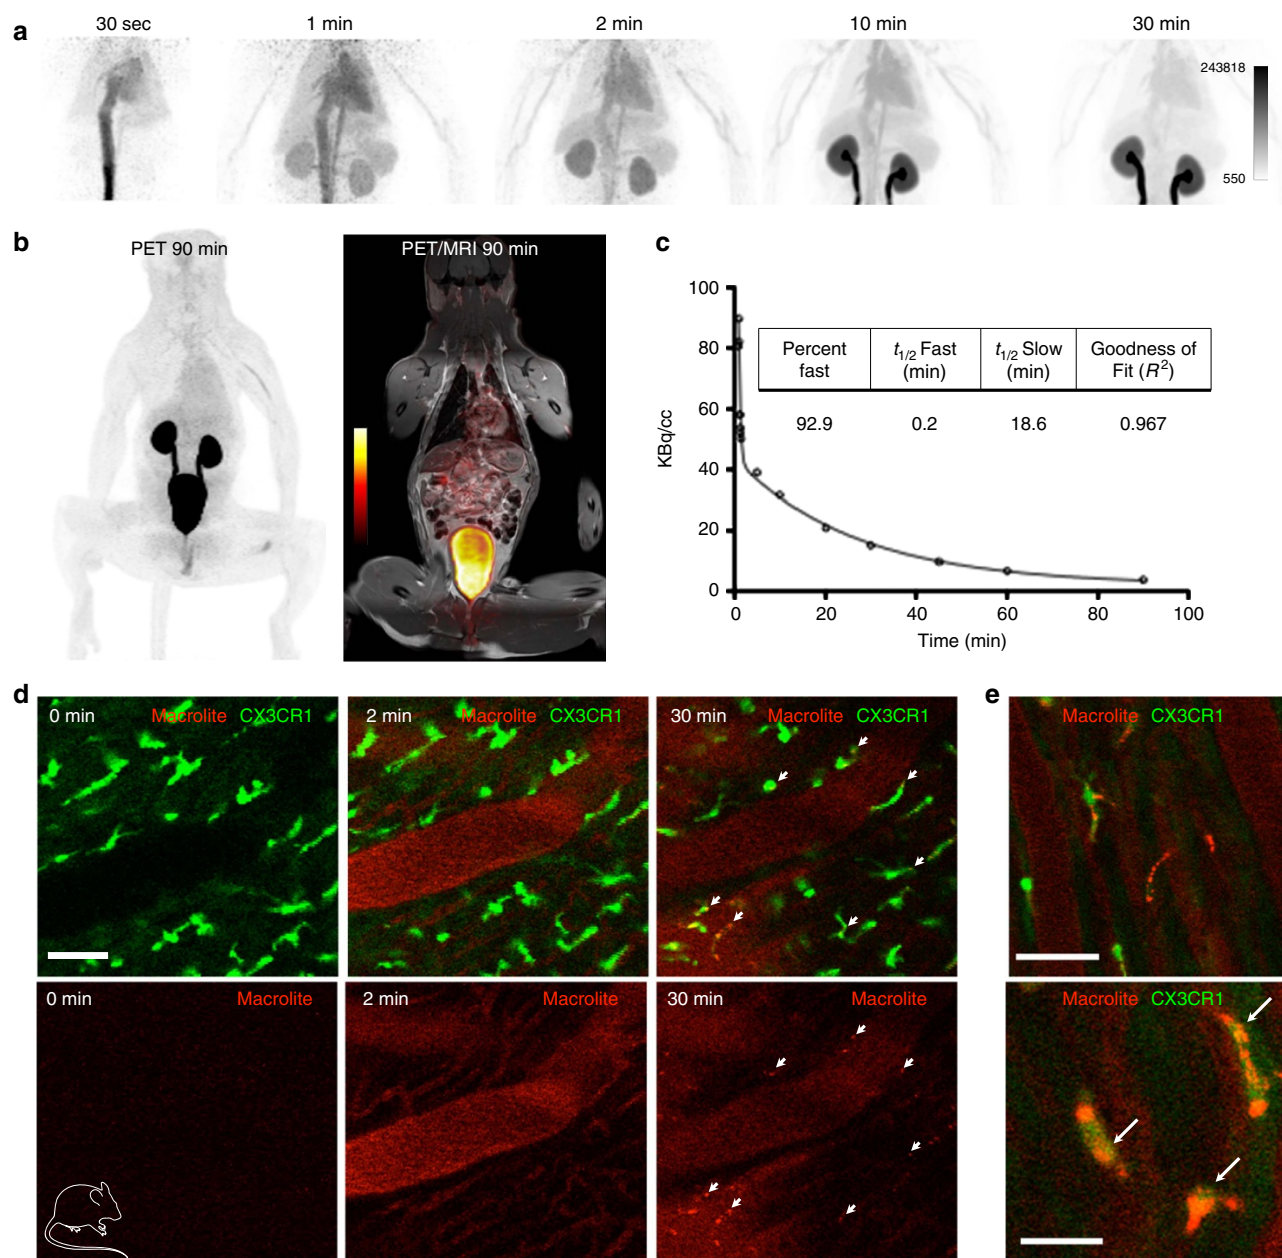 a
30 sec
1 min
2 min
10 min
30 min
243818
550
b
PET 90 min
PET/MRI 90 min
c
100
80
60
40
20
0
KBq/cc
0
20
40
60
80
100
Time (min)
Percent fast
t1/2 Fast (min)
t1/2 Slow (min)
Goodness of Fit (R²)
92.9
0.2
18.6
0.967
d
0 min Macrolite CX3CR1
2 min Macrolite CX3CR1
30 min Macrolite CX3CR1
0 min Macrolite
2 min Macrolite
30 min Macrolite
e
Macrolite CX3CR1
Macrolite CX3CR1